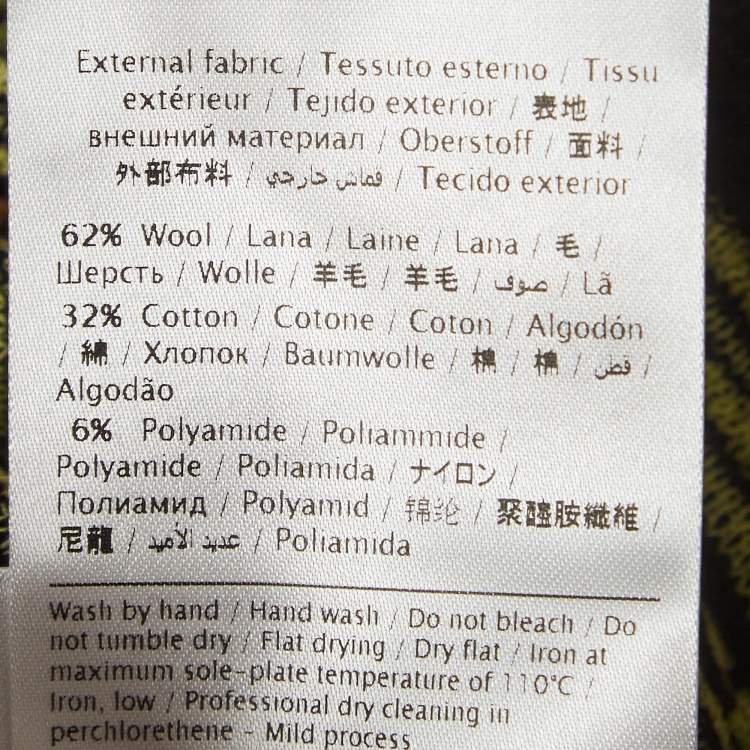 External fabric / Tessuto esterno / Tissu
extérieur / Tejido exterior / 表地 /
внешний материал / Oberstoff / 面料 /
外部布料 / قماش خارجي / Tecido exterior
62% Wool / Lana / Laine / Lana / 毛 /
Шерсть / Wolle / 羊毛 / 羊毛 / صوف / Lã
32% Cotton / Cotone / Coton / Algodón
/ 綿 / Хлопок / Baumwolle / 棉 / 棉 / قطن /
Algodão
6% Polyamide / Poliammide /
Polyamide / Poliamida / ナイロン /
Полиамид / Polyamid / 锦纶 / 聚醯胺纖維 /
尼龍 / عديد الأميد / Poliamida
Wash by hand / Hand wash / Do not bleach / Do
not tumble dry / Flat drying / Dry flat / Iron at
maximum sole-plate temperature of 110°C /
Iron, low / Professional dry cleaning in
perchlorethene - Mild process